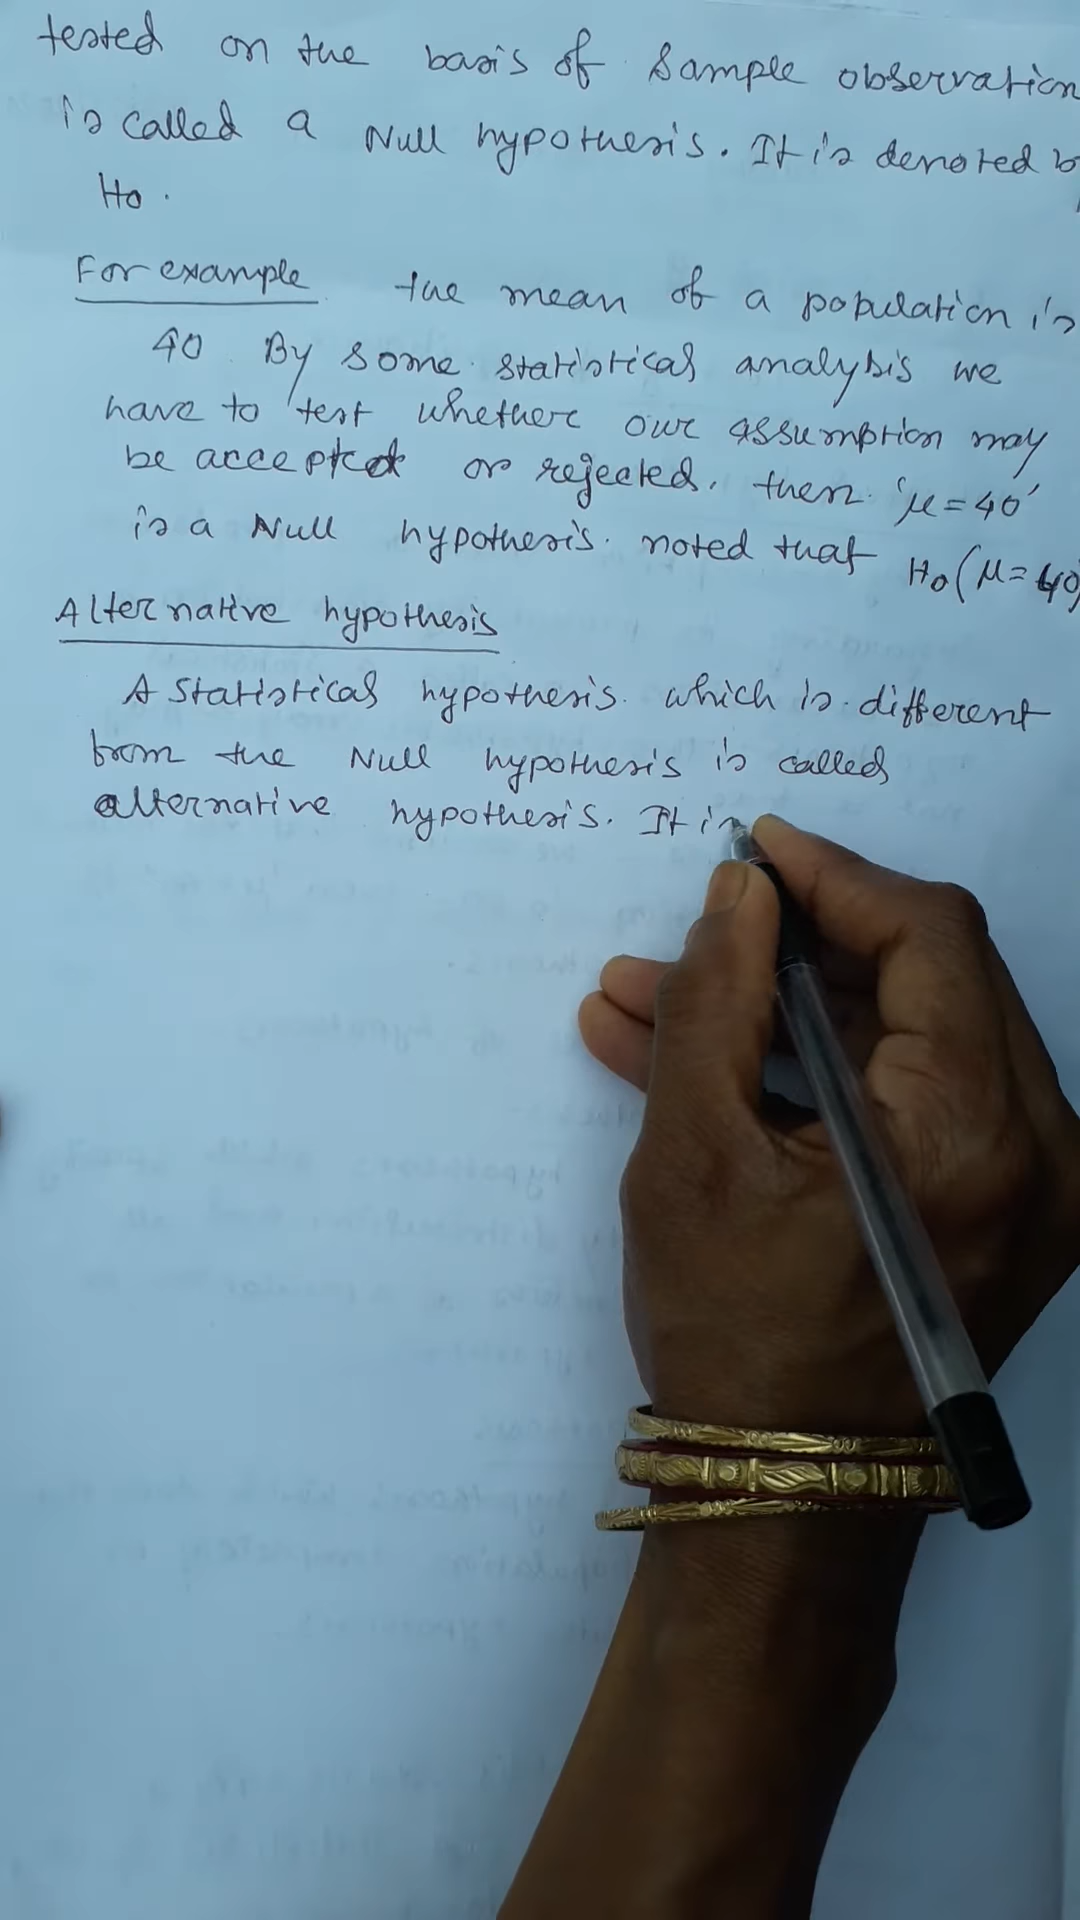 tested on the basis of sample observation
is called a Null hypothesis. It is denoted b
Ho.
For example the mean of a population is
40. By some statistical analysis we
have to test whether our assumption may
be accepted or rejected. then 'μ=40'
is a Null hypothesis. noted that Ho(μ=40)
Alternative hypothesis
A Statistical hypothesis which is different
from the Null hypothesis is called
alternative hypothesis. It is